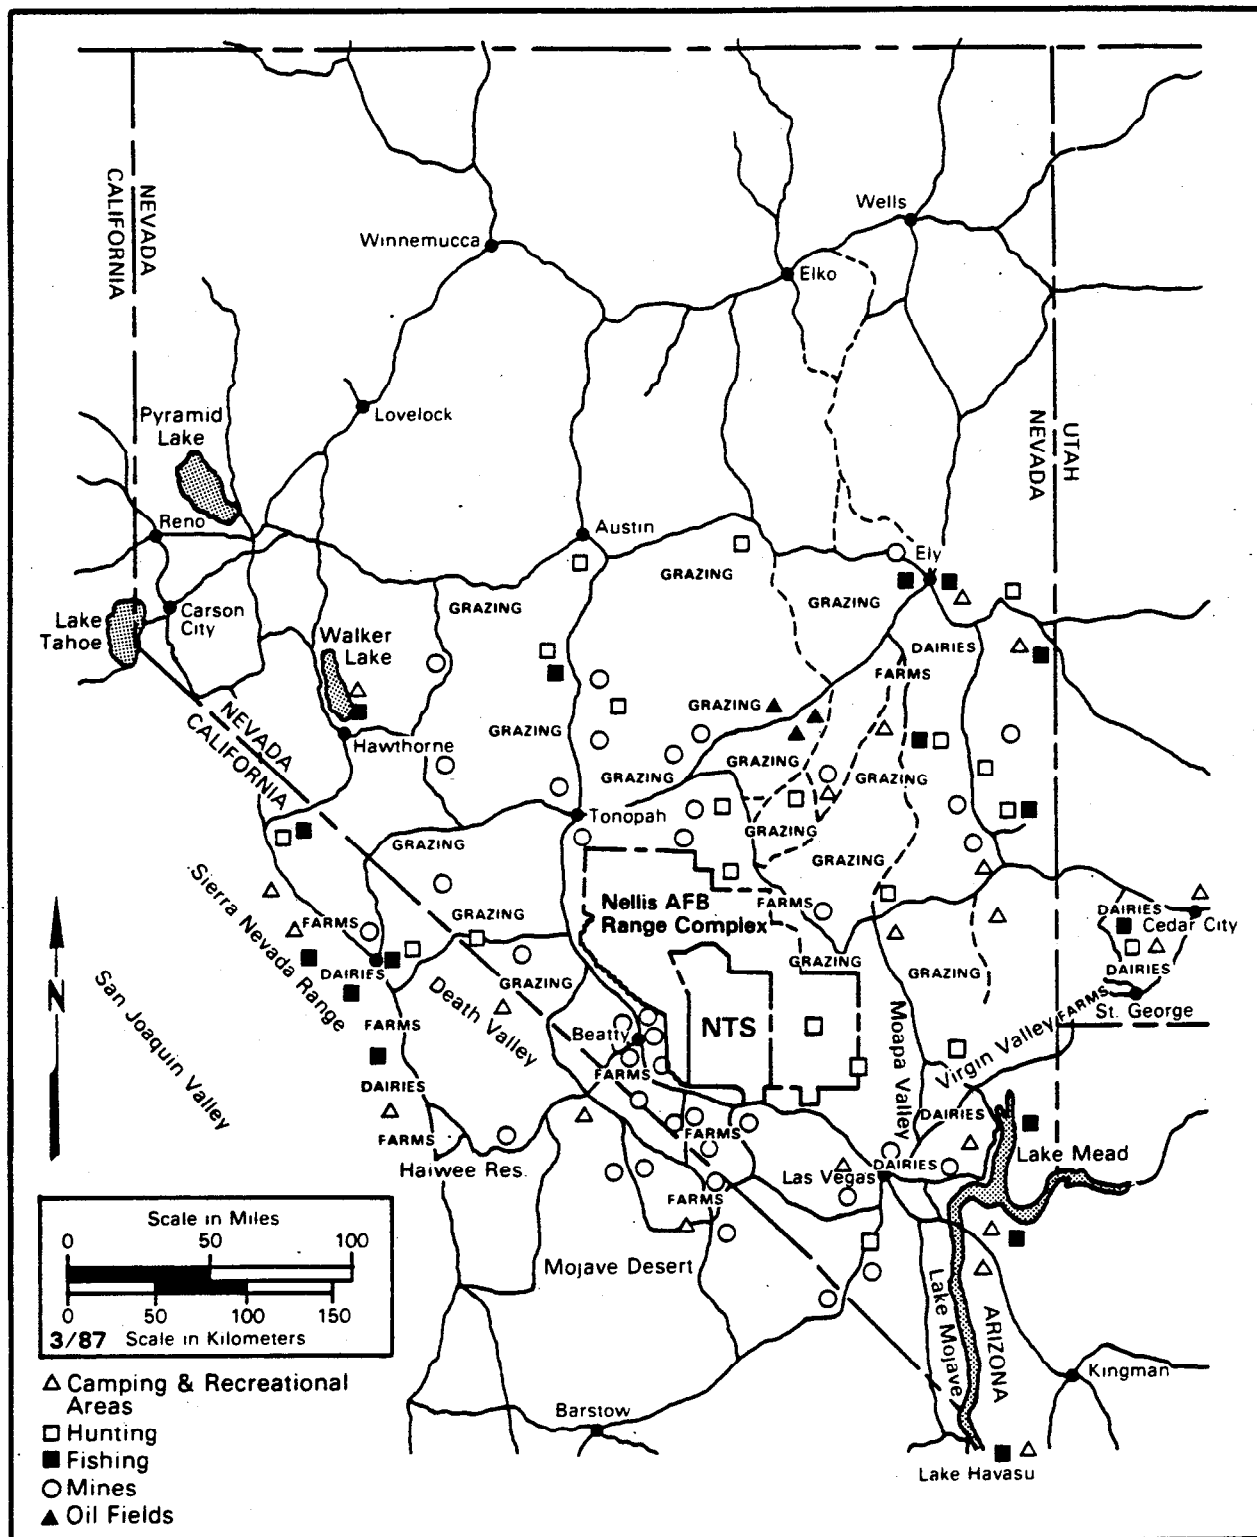 CALIFORNIA
NEVADA
Wells
Winnemucca
Elko
Lovelock
Pyramid
Lake
UTAH
NEVADA
Reno
Austin
Ely
GRAZING
GRAZING
GRAZING
Lake
Tahoe
Carson
City
Walker
Lake
DAIRIES
FARMS
NEVADA
CALIFORNIA
Hawthorne
GRAZING
GRAZING
GRAZING
GRAZING
GRAZING
Tonopah
GRAZING
GRAZING
GRAZING
Sierra Nevada Range
FARMS
GRAZING
Nellis AFB
Range Complex
FARMS
DAIRIES
Cedar City
DAIRIES
GRAZING
GRAZING
GRAZING
N
San Joaquin Valley
DAIRIES
Death Valley
FARMS
St. George
FARMS
Beatty
NTS
Moapa Valley
Virgin Valley
FARMS
DAIRIES
DAIRIES
FARMS
FARMS
Haiwee Res.
Lake Mead
Las Vegas
DAIRIES
FARMS
Mojave Desert
Lake Mojave
ARIZONA
Scale in Miles
0 50 100
0 50 100 150
3/87 Scale in Kilometers
Kingman
Barstow
Lake Havasu
Camping & Recreational
Areas
Hunting
Fishing
Mines
Oil Fields